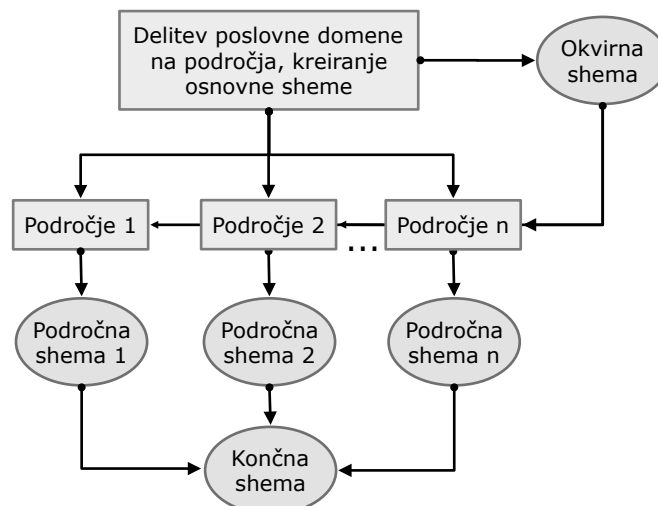 Delitev poslovne domene
na področja, kreiranje
osnovne sheme
Okvirna
shema
Področje 1
Področje 2
...
Področje n
Področna
shema 1
Področna
shema 2
Področna
shema n
Končna
shema